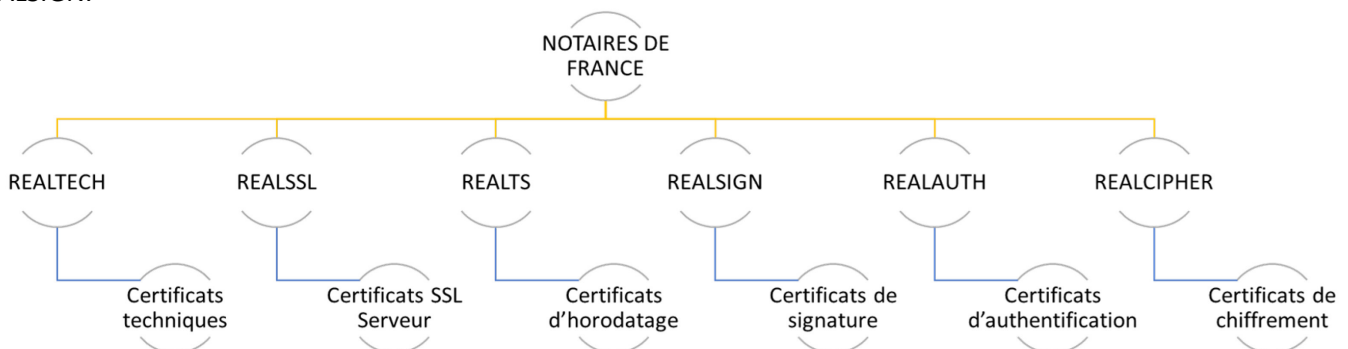 NOTAIRES DE
FRANCE
REALTECH
REALSSL
REALTS
REALSIGN
REALAUTH
REALCIPHER
Certificats
techniques
Certificats SSL
Serveur
Certificats
d’horodatage
Certificats de
signature
Certificats
d’authentification
Certificats de
chiffrement